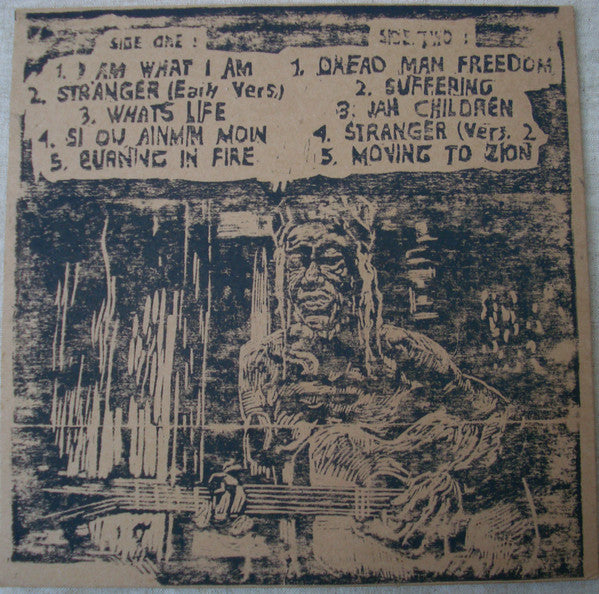 SIDE ONE :
1. I AM WHAT I AM
2. STRANGER (Early Vers.)
3. WHATS LIFE
4. SI OU AINMIM MOIN
5. BURNING IN FIRE
SIDE TWO :
1. DREAD MAN FREEDOM
2. SUFFERING
3. JAH CHILDREN
4. STRANGER (Vers. 2
5. MOVING TO ZION